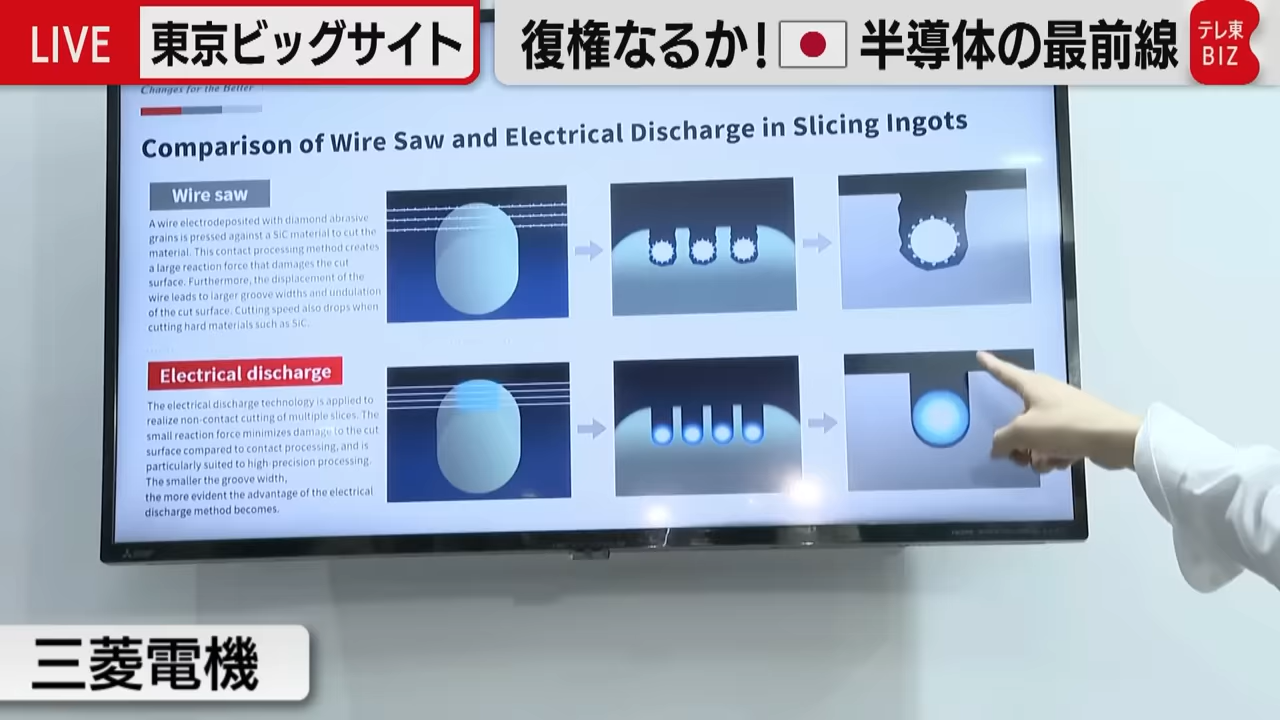 LIVE 東京ビッグサイト
復権なるか! 半導体の最前線
テレ東
BIZ
Changes for the Better
Comparison of Wire Saw and Electrical Discharge in Slicing Ingots
Wire saw
A wire electrodeposited with diamond abrasive
grains is pressed against a SiC material to cut the
material. This contact processing method creates
a large reaction force that damages the cut
surface. Furthermore, the displacement of the
wire leads to larger groove widths and undulation
of the cut surface. Cutting speed also drops when
cutting hard materials such as SiC.
Electrical discharge
The electrical discharge technology is applied to
realize non-contact cutting of multiple slices. The
small reaction force minimizes damage to the cut
surface compared to contact processing, and is
particularly suited to high-precision processing.
The smaller the groove width,
the more evident the advantage of the electrical
discharge method becomes.
三菱電機